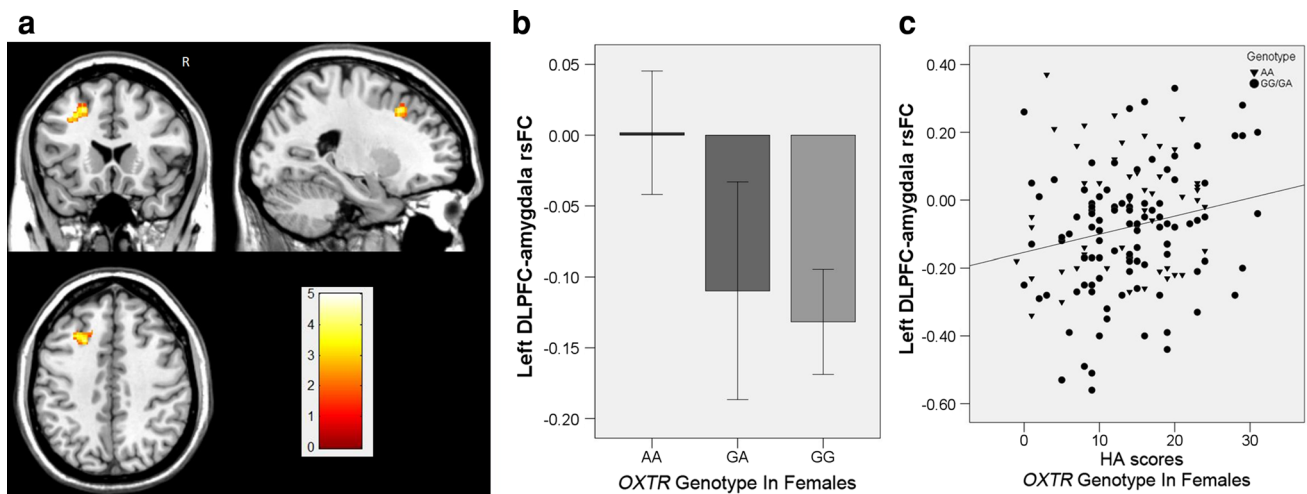 a
R
5
4
3
2
1
0
b
Left DLPFC-amygdala rsFC
0.05
0.00
-0.05
-0.10
-0.15
-0.20
AA
GA
GG
OXTR Genotype In Females
c
Left DLPFC-amygdala rsFC
0.40
0.20
0.00
-0.20
-0.40
-0.60
Genotype
AA
GG/GA
0
10
20
30
HA scores
OXTR Genotype In Females